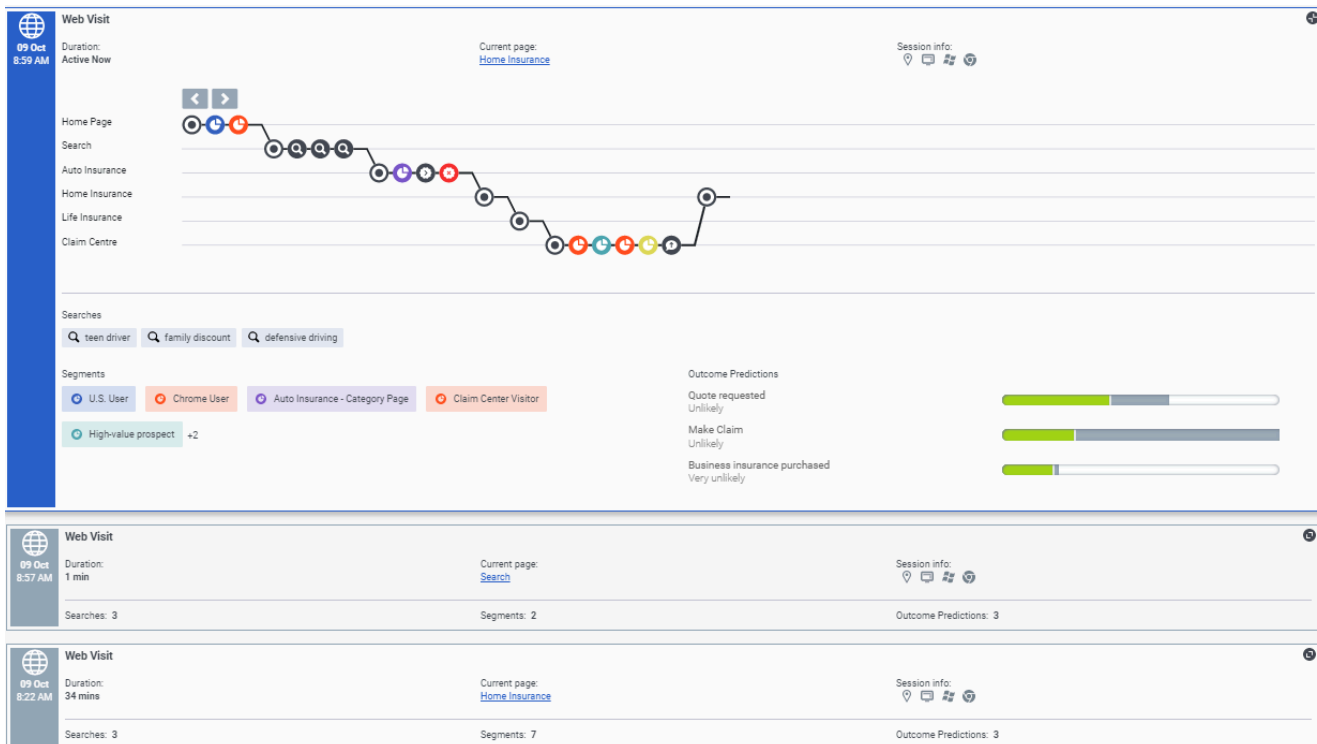 Web Visit
09 Oct
8:59 AM
Duration:
Active Now
Current page:
Home Insurance
Session info:
Home Page
Search
Auto Insurance
Home Insurance
Life Insurance
Claim Centre
Searches
teen driver family discount defensive driving
Segments
U.S. User Chrome User Auto Insurance - Category Page Claim Center Visitor
High-value prospect +2
Outcome Predictions
Quote requested
Unlikely
Make Claim
Unlikely
Business insurance purchased
Very unlikely
Web Visit
09 Oct
8:57 AM
Duration:
1 min
Current page:
Search
Session info:
Searches: 3 Segments: 2 Outcome Predictions: 3
Web Visit
09 Oct
8:22 AM
Duration:
34 mins
Current page:
Home Insurance
Session info:
Searches: 3 Segments: 7 Outcome Predictions: 3